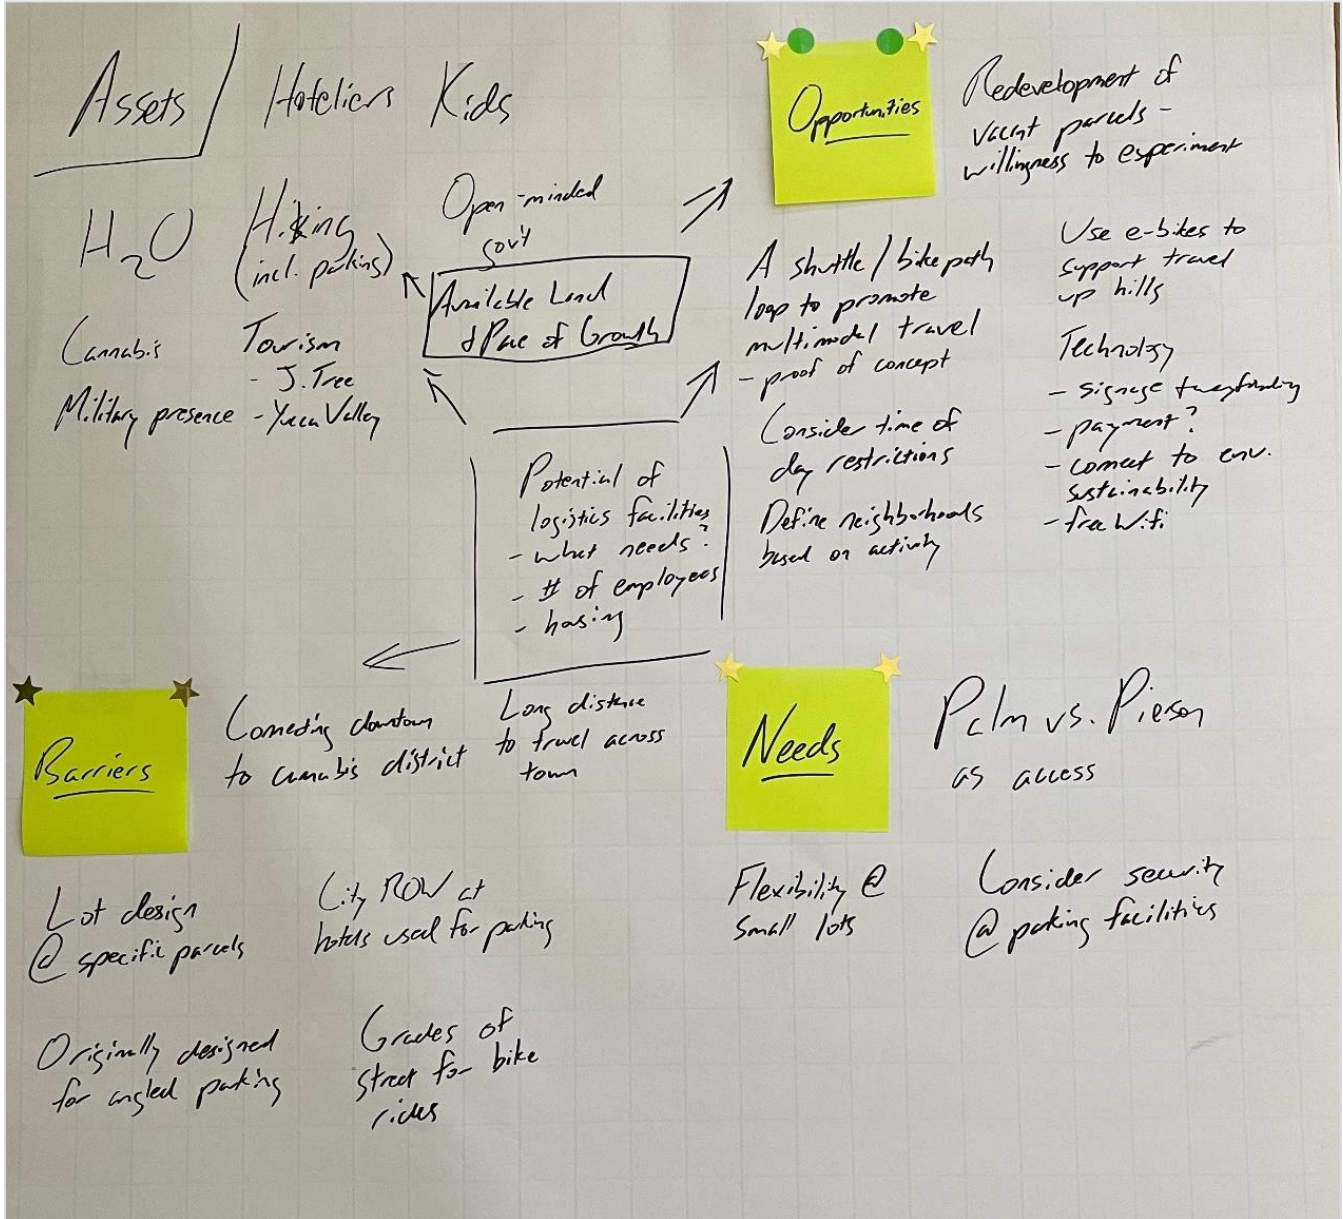 Assets
Hoteliers
Kids
H2O
Hiking
(incl. parking)
Open-minded
gov't
Available Land
& Pace of Growth
Cannabis
Tourism
- J. Tree
- Yucca Valley
Military presence
Opportunities
Redevelopment of
vacant parcels -
willingness to experiment
A shuttle/bike path
loop to promote
multimodal travel
- proof of concept
Consider time of
day restrictions
Define neighborhoods
based on activity
Use e-bikes to
support travel
up hills
Technology
- signage & wayfinding
- payment?
- connect to env.
sustainability
- free Wifi
Potential of
logistics facilities
- what needs?
- # of employees
- housing
Barriers
Connecting downtown
to cannabis district
Long distance
to travel across
town
Lot design
@ specific parcels
City ROW at
hotels used for parking
Originally designed
for angled parking
Grades of
street for bike
rides
Needs
Palm vs. Pierson
as access
Flexibility @
small lots
Consider security
@ parking facilities